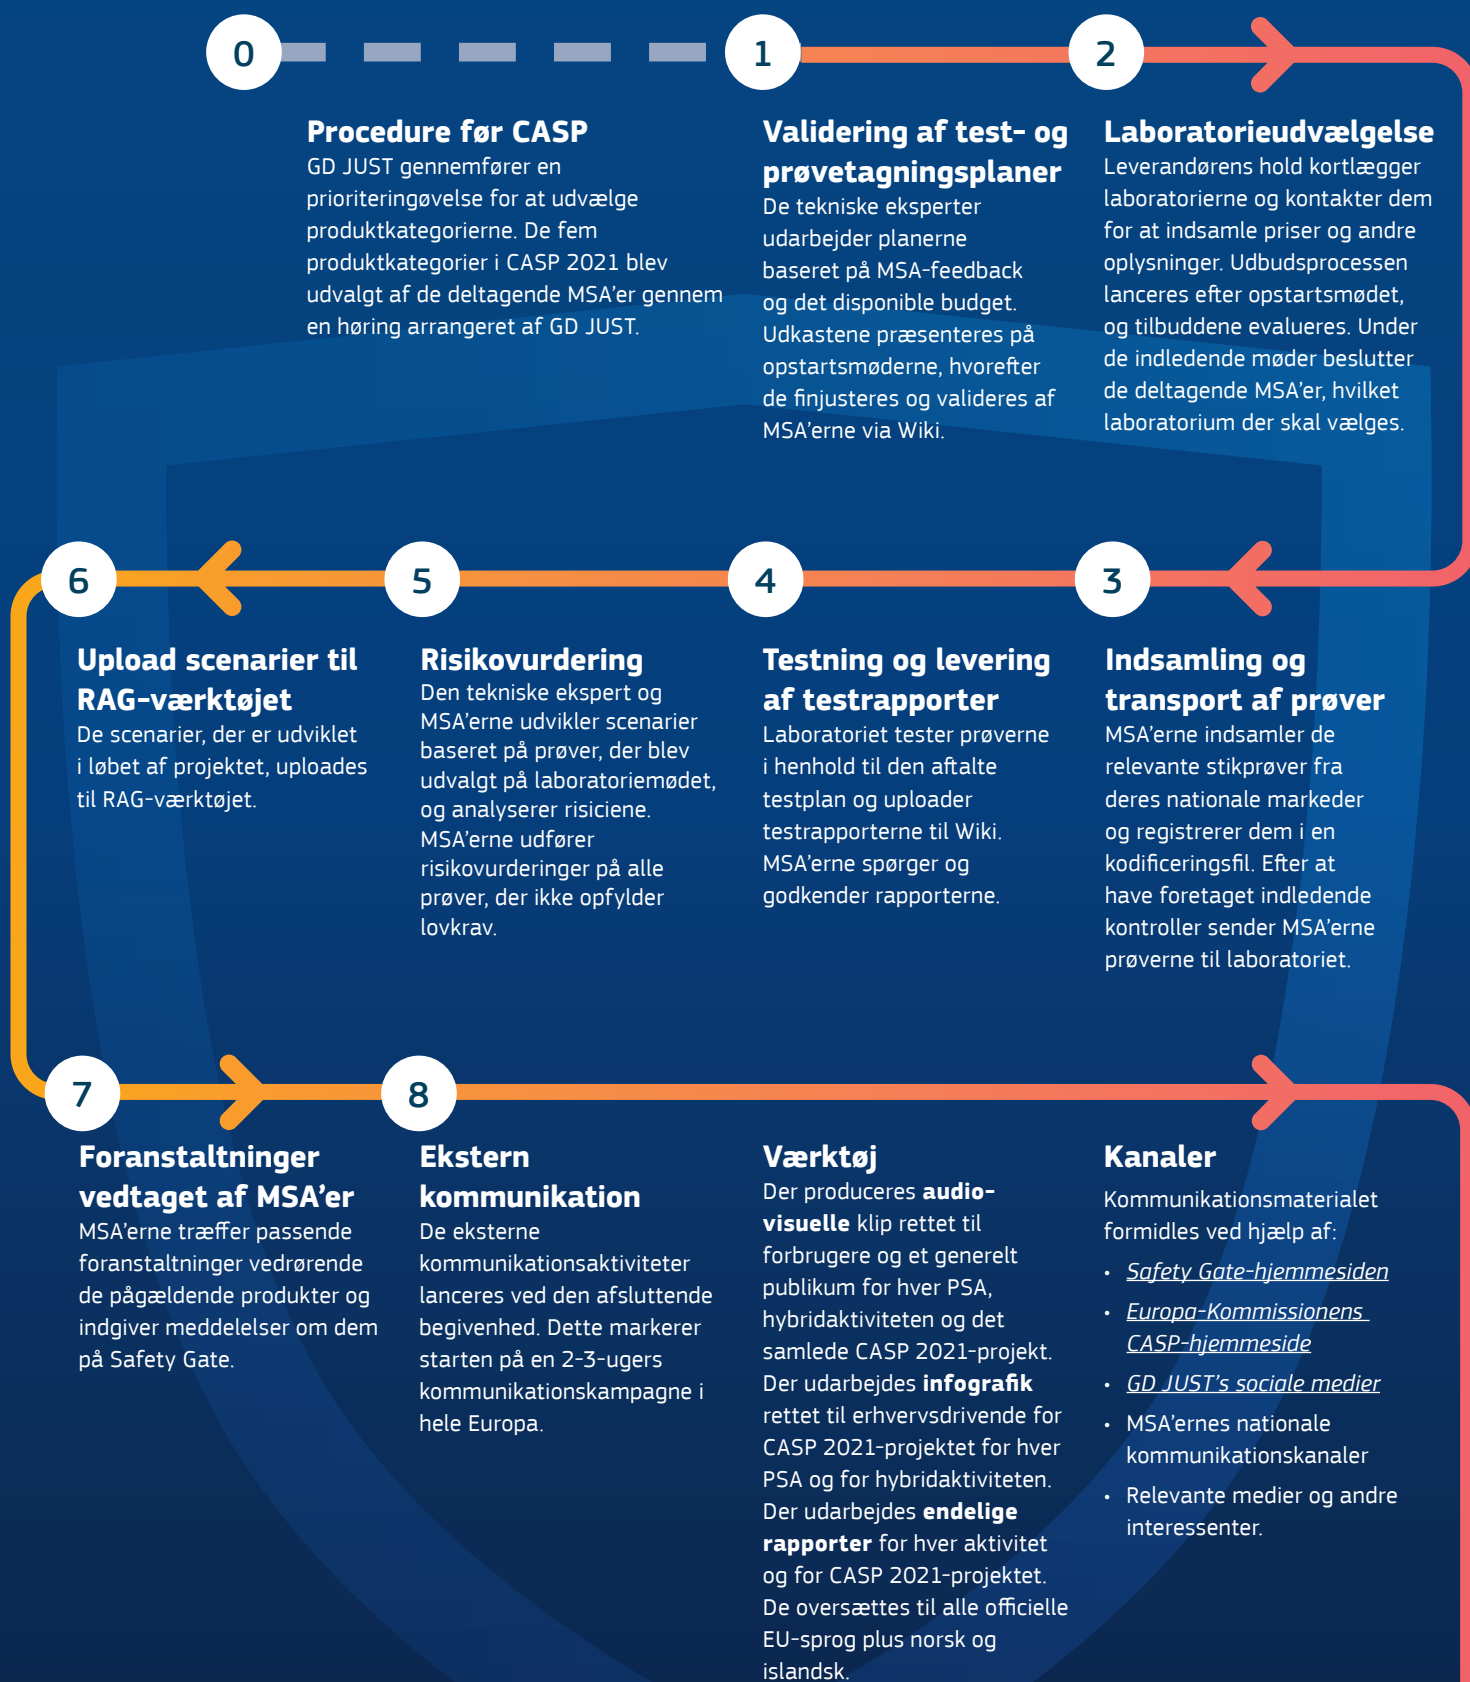 0
Procedure før CASP
GD JUST gennemfører en
prioriteringøvelse for at udvælge
produktkategorierne. De fem
produktkategorier i CASP 2021 blev
udvalgt af de deltagende MSA'er gennem
en høring arrangeret af GD JUST.
1
Validering af test- og
prøvetagningsplaner
De tekniske eksperter
udarbejder planerne
baseret på MSA-feedback
og det disponible budget.
Udkastene præsenteres på
opstartsmøderne, hvorefter
de finjusteres og valideres af
MSA'erne via Wiki.
2
Laboratorieudvælgelse
Leverandørens hold kortlægger
laboratorierne og kontakter dem
for at indsamle priser og andre
oplysninger. Udbudsprocessen
lanceres efter opstartsmødet,
og tilbuddene evalueres. Under
de indledende møder beslutter
de deltagende MSA'er, hvilket
laboratorium der skal vælges.
3
Indsamling og
transport af prøver
MSA'erne indsamler de
relevante stikprøver fra
deres nationale markeder
og registrerer dem i en
kodificeringsfil. Efter at
have foretaget indledende
kontroller sender MSA'erne
prøverne til laboratoriet.
4
Testning og levering
af testrapporter
Laboratoriet tester prøverne
i henhold til den aftalte
testplan og uploader
testrapporterne til Wiki.
MSA'erne spørger og
godkender rapporterne.
5
Risikovurdering
Den tekniske ekspert og
MSA'erne udvikler scenarier
baseret på prøver, der blev
udvalgt på laboratoriemødet,
og analyserer risiciene.
MSA'erne udfører
risikovurderinger på alle
prøver, der ikke opfylder
lovkrav.
6
Upload scenarier til
RAG-værktøjet
De scenarier, der er udviklet
i løbet af projektet, uploades
til RAG-værktøjet.
7
Foranstaltninger
vedtaget af MSA'er
MSA'erne træffer passende
foranstaltninger vedrørende
de pågældende produkter og
indgiver meddelelser om dem
på Safety Gate.
8
Ekstern
kommunikation
De eksterne
kommunikationsaktiviteter
lanceres ved den afsluttende
begivenhed. Dette markerer
starten på en 2-3-ugers
kommunikationskampagne i
hele Europa.
Værktøj
Der produceres audio-
visuelle klip rettet til
forbrugere og et generelt
publikum for hver PSA,
hybridaktiviteten og det
samlede CASP 2021-projekt.
Der udarbejdes infografik
rettet til erhvervsdrivende for
CASP 2021-projektet for hver
PSA og for hybridaktiviteten.
Der udarbejdes endelige
rapporter for hver aktivitet
og for CASP 2021-projektet.
De oversættes til alle officielle
EU-sprog plus norsk og
islandsk.
Kanaler
Kommunikationsmaterialet
formidles ved hjælp af:
• Safety Gate-hjemmesiden
• Europa-Kommissionens
CASP-hjemmeside
• GD JUST's sociale medier
• MSA'ernes nationale
kommunikationskanaler
• Relevante medier og andre
interessenter.